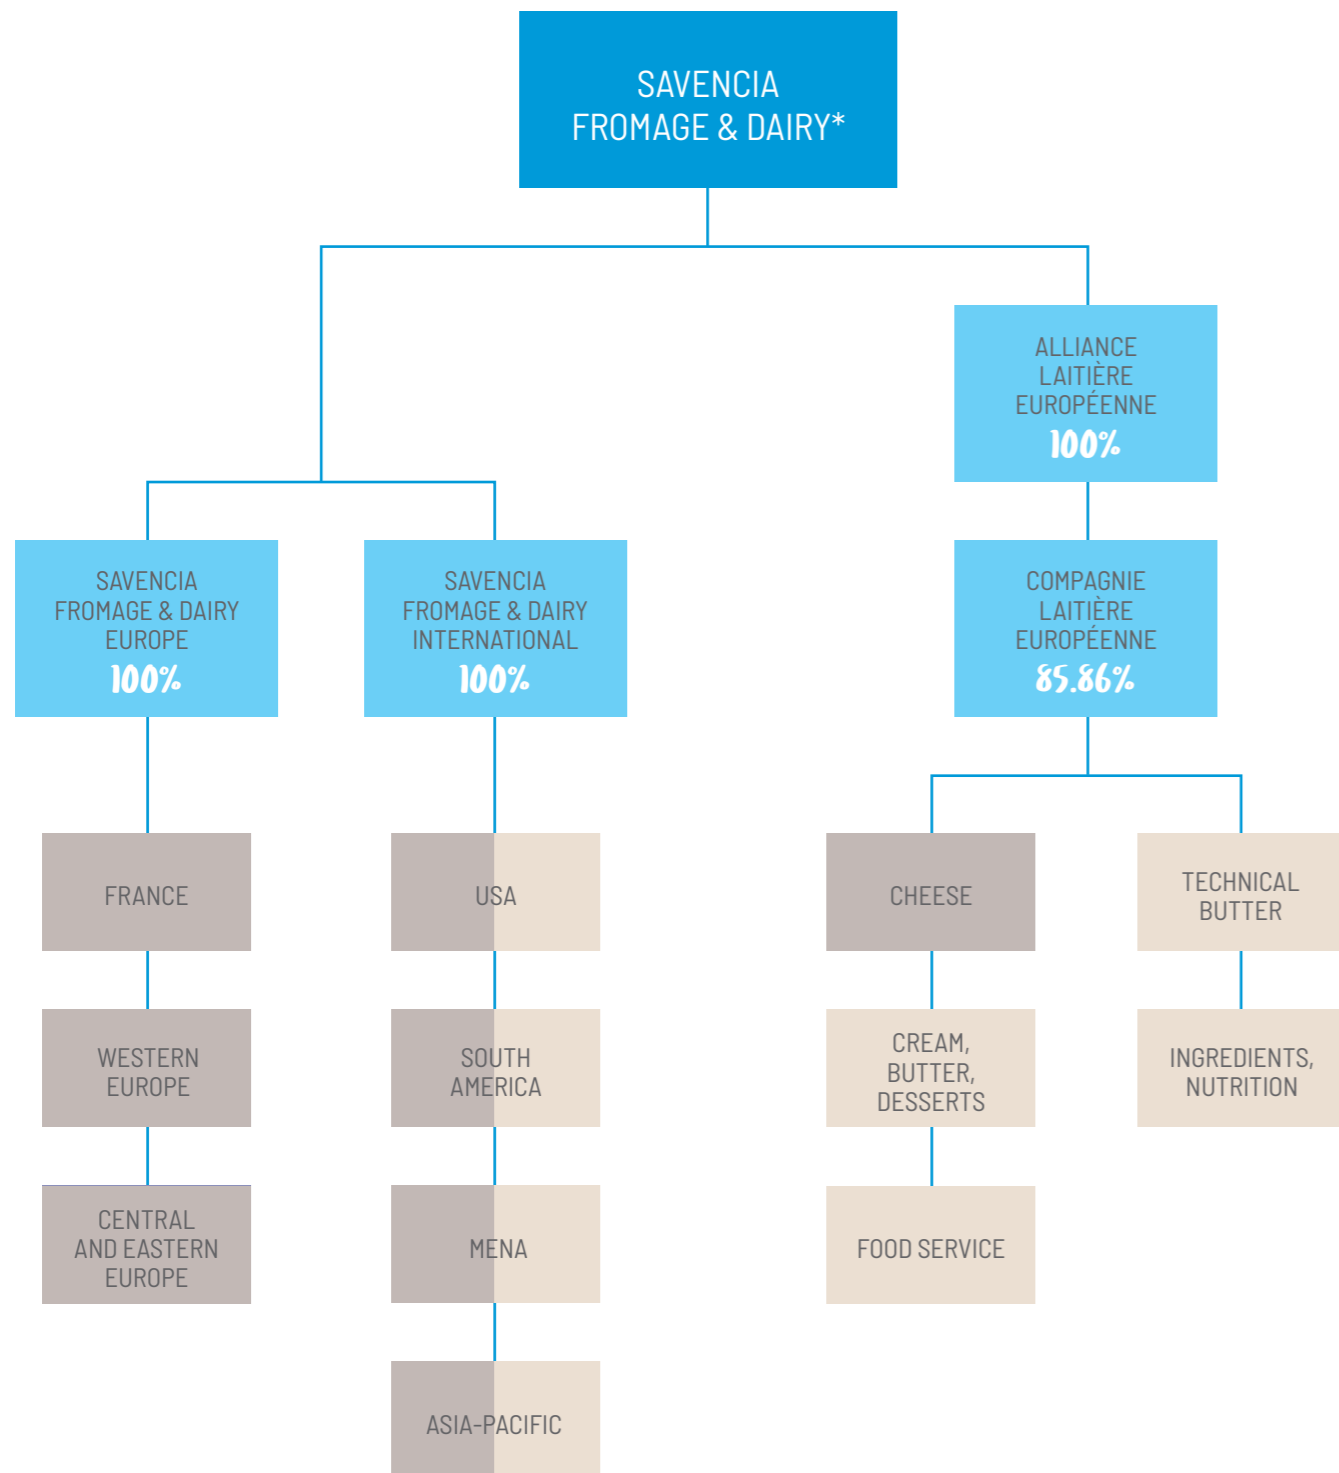 SAVENCIA
FROMAGE & DAIRY*
ALLIANCE
LAITIÈRE
EUROPÉENNE
100%
SAVENCIA
FROMAGE & DAIRY
EUROPE
100%
SAVENCIA
FROMAGE & DAIRY
INTERNATIONAL
100%
COMPAGNIE
LAITIÈRE
EUROPÉENNE
85.86%
FRANCE
USA
CHEESE
TECHNICAL
BUTTER
WESTERN
EUROPE
SOUTH
AMERICA
CREAM,
BUTTER,
DESSERTS
INGREDIENTS,
NUTRITION
CENTRAL
AND EASTERN
EUROPE
MENA
FOOD SERVICE
ASIA-PACIFIC